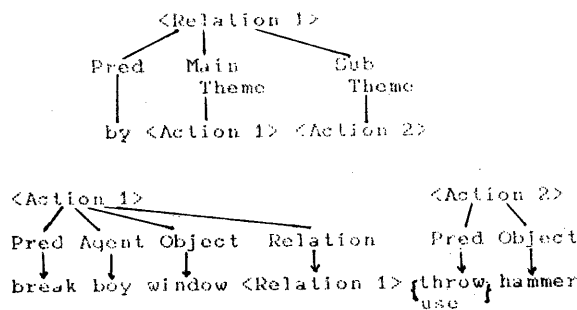 <Relation 1>
Pred Main Sub
Theme Theme
by <Action 1> <Action 2>
<Action 1> <Action 2>
Pred Agent Object Relation Pred Object
break boy window <Relation 1> {throw{ hammer
use